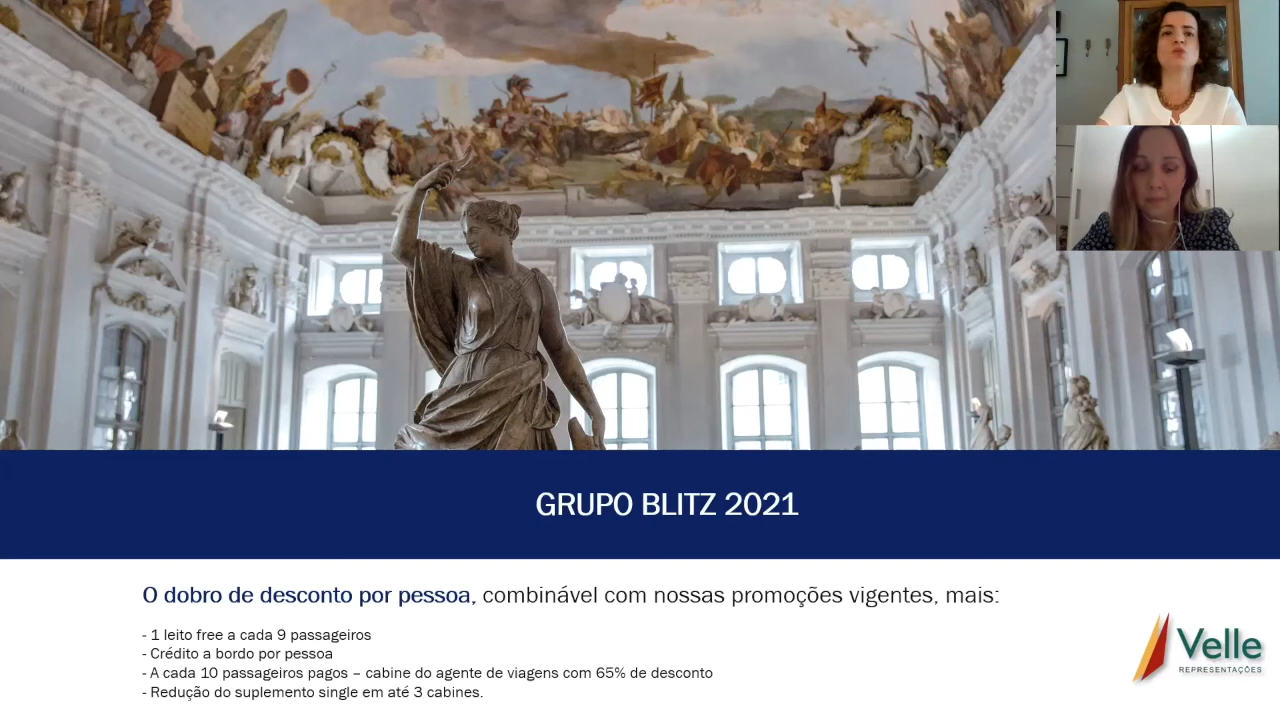 GRUPO BLITZ 2021
O dobro de desconto por pessoa, combinável com nossas promoções vigentes, mais:
- 1 leito free a cada 9 passageiros
- Crédito a bordo por pessoa
- A cada 10 passageiros pagos – cabine do agente de viagens com 65% de desconto
- Redução do suplemento single em até 3 cabines.
Velle
REPRESENTAÇÕES